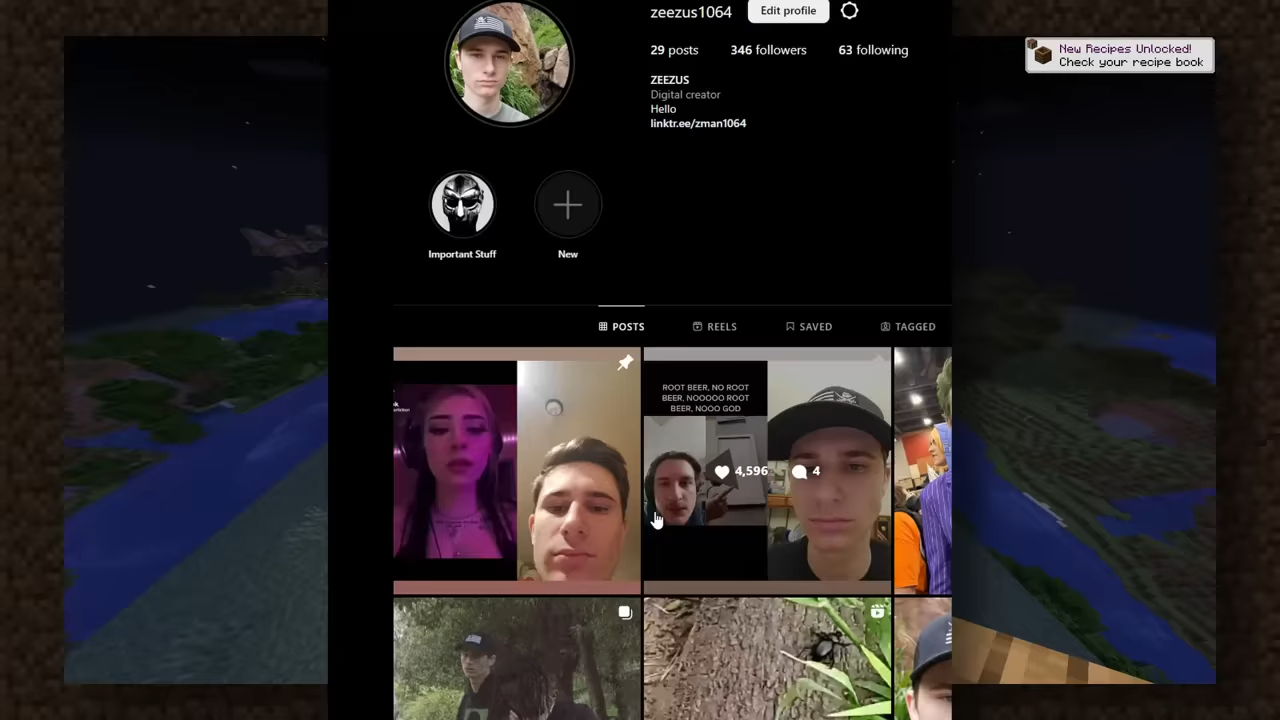 zeezus1064
Edit profile
29 posts
346 followers
63 following
ZEEZUS
Digital creator
Hello
linktr.ee/zman1064
New Recipes Unlocked!
Check your recipe book
Important Stuff
New
POSTS
REELS
SAVED
TAGGED
ROOT BEER, NO ROOT
BEER, NOOOOO ROOT
BEER, NOOO GOD
4,596
4